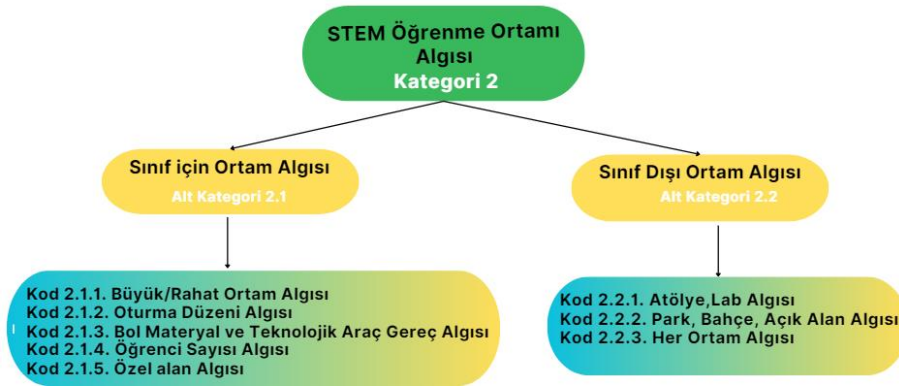 STEM Öğrenme Ortamı
Algısı
Kategori 2
Sınıf için Ortam Algısı
Alt Kategori 2.1
Sınıf Dışı Ortam Algısı
Alt Kategori 2.2
Kod 2.1.1. Büyük/Rahat Ortam Algısı
Kod 2.1.2. Oturma Düzeni Algısı
Kod 2.1.3. Bol Materyal ve Teknolojik Araç Gereç Algısı
Kod 2.1.4. Öğrenci Sayısı Algısı
Kod 2.1.5. Özel alan Algısı
Kod 2.2.1. Atölye,Lab Algısı
Kod 2.2.2. Park, Bahçe, Açık Alan Algısı
Kod 2.2.3. Her Ortam Algısı